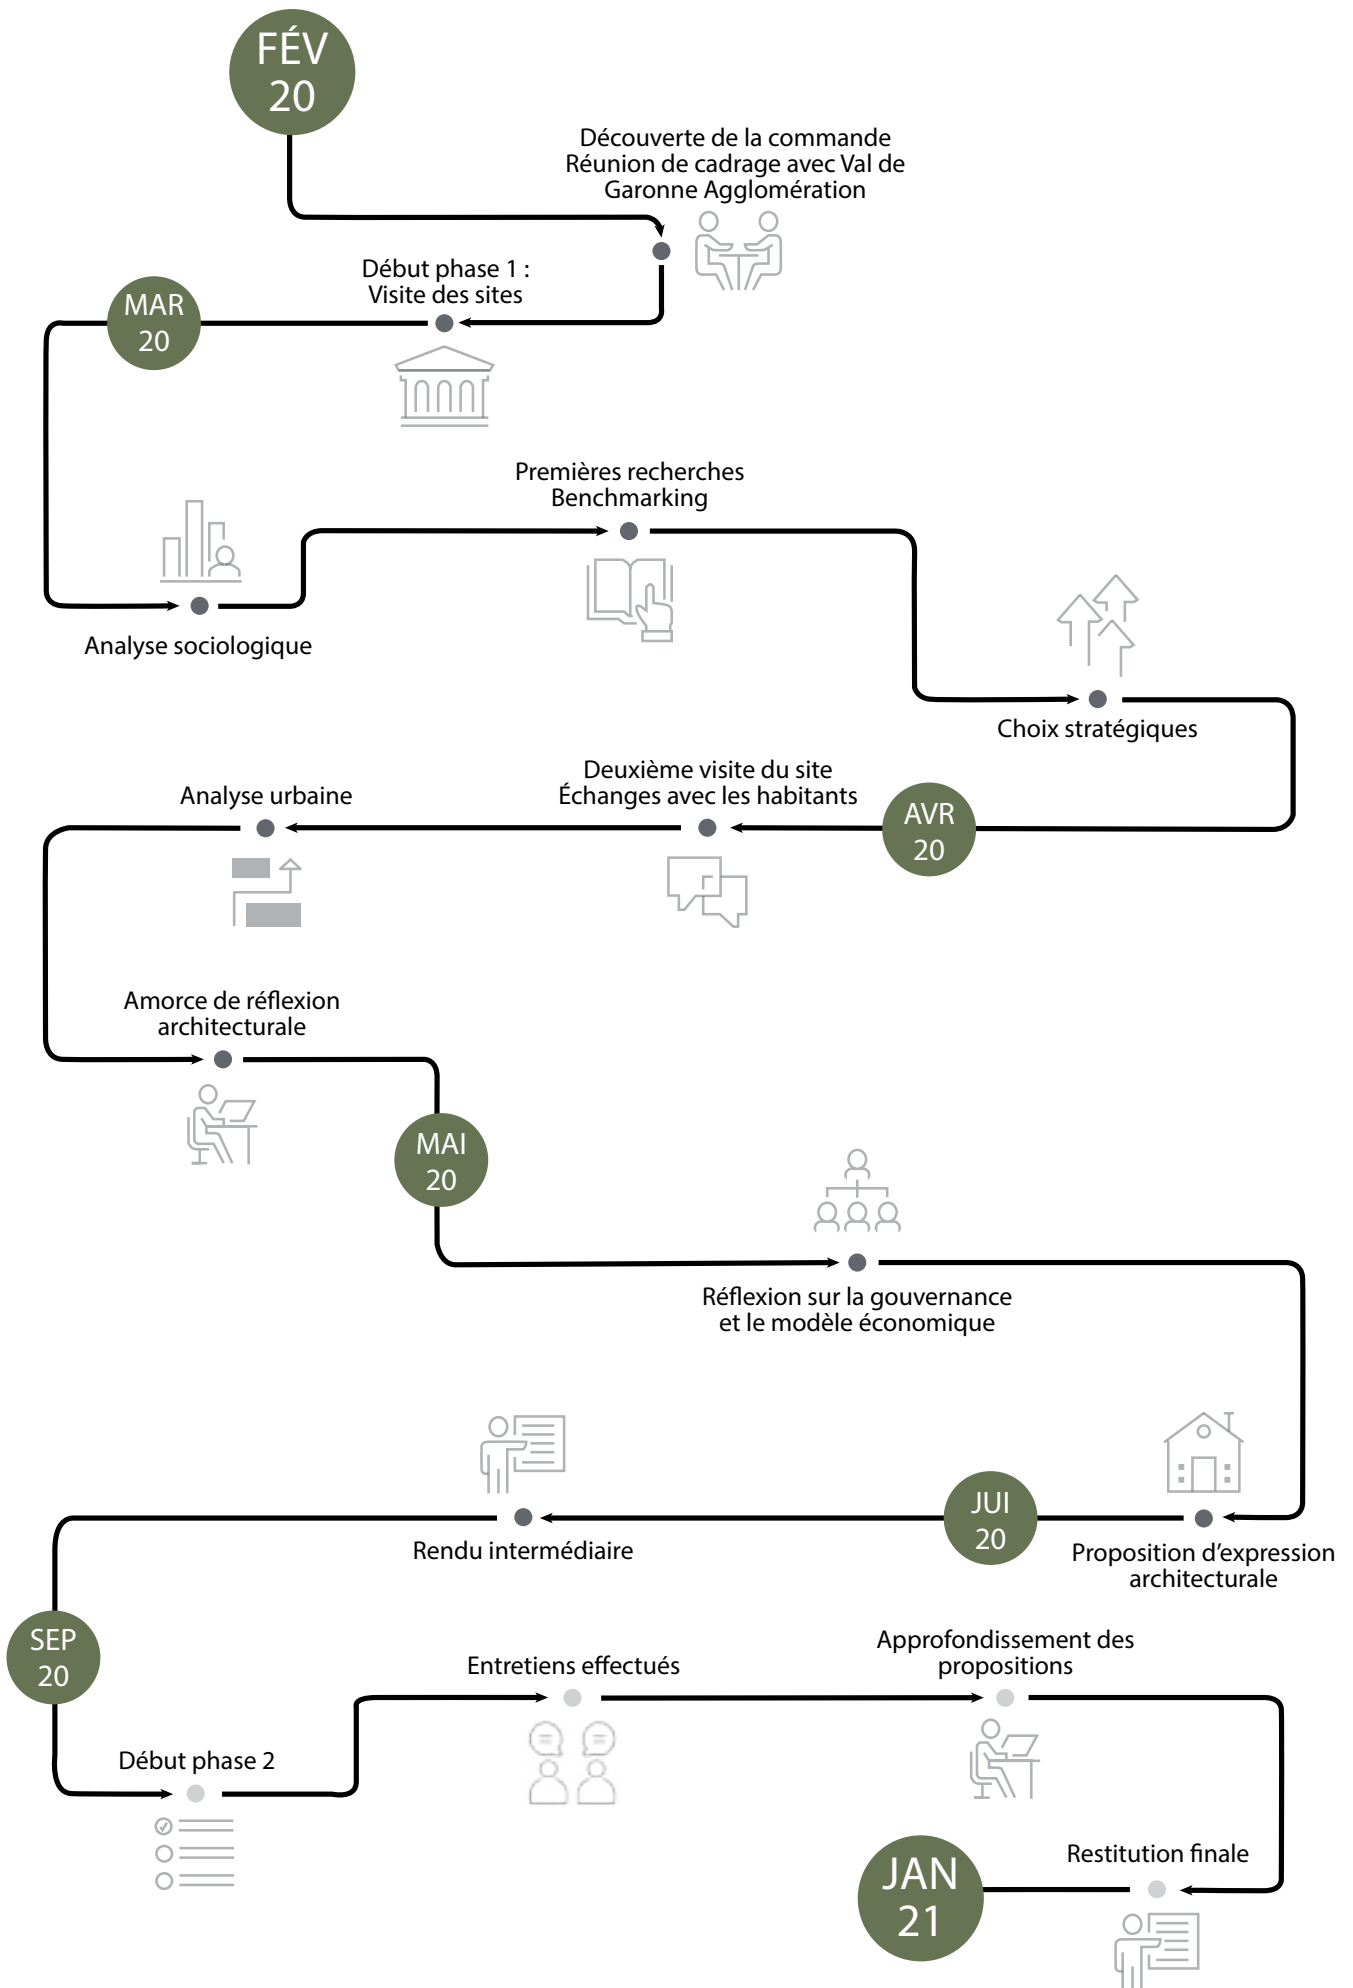 FÉV
20
Découverte de la commande
Réunion de cadrage avec Val de
Garonne Agglomération
Début phase 1 :
Visite des sites
MAR
20
Analyse sociologique
Premières recherches
Benchmarking
Choix stratégiques
AVR
20
Deuxième visite du site
Échanges avec les habitants
Analyse urbaine
Amorce de réflexion
architecturale
MAI
20
Réflexion sur la gouvernance
et le modèle économique
Proposition d'expression
architecturale
JUI
20
Rendu intermédiaire
SEP
20
Début phase 2
Entretiens effectués
Approfondissement des
propositions
Restitution finale
JAN
21